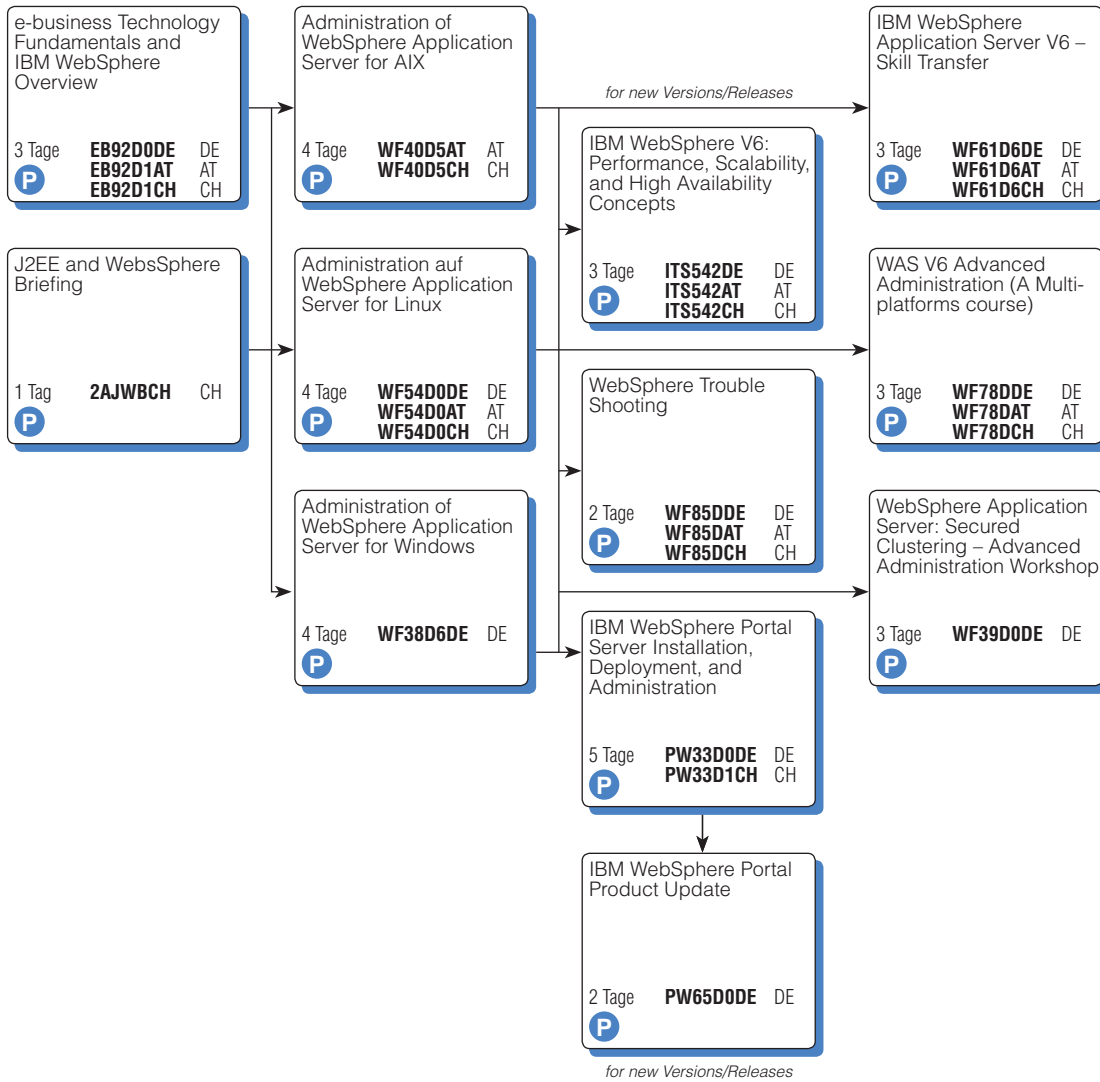 e-business Technology
Fundamentals and
IBM WebSphere
Overview
3 Tage EB92D0DE DE
EB92D1AT AT
P
EB92D1CH CH
Administration of
WebSphere Application
Server for AIX
4 Tage WF40D5AT AT
WF40D5CH CH
P
for new Versions/Releases
IBM WebSphere
Application Server V6 –
Skill Transfer
3 Tage WF61D6DE DE
WF61D6AT AT
P
WF61D6CH CH
IBM WebSphere V6:
Performance, Scalability,
and High Availability
Concepts
3 Tage ITS542DE DE
ITS542AT AT
P
ITS542CH CH
J2EE and WebsSphere
Briefing
1 Tag 2AJWBCH CH
P
Administration auf
WebSphere Application
Server for Linux
4 Tage WF54D0DE DE
WF54D0AT AT
P
WF54D0CH CH
WAS V6 Advanced
Administration (A Multi-
platforms course)
3 Tage WF78DDE DE
WF78DAT AT
P
WF78DCH CH
WebSphere Trouble
Shooting
2 Tage WF85DDE DE
WF85DAT AT
P
WF85DCH CH
Administration of
WebSphere Application
Server for Windows
4 Tage WF38D6DE DE
P
WebSphere Application
Server: Secured
Clustering – Advanced
Administration Workshop
3 Tage WF39D0DE DE
P
IBM WebSphere Portal
Server Installation,
Deployment, and
Administration
5 Tage PW33D0DE DE
PW33D1CH CH
P
IBM WebSphere Portal
Product Update
2 Tage PW65D0DE DE
P
for new Versions/Releases